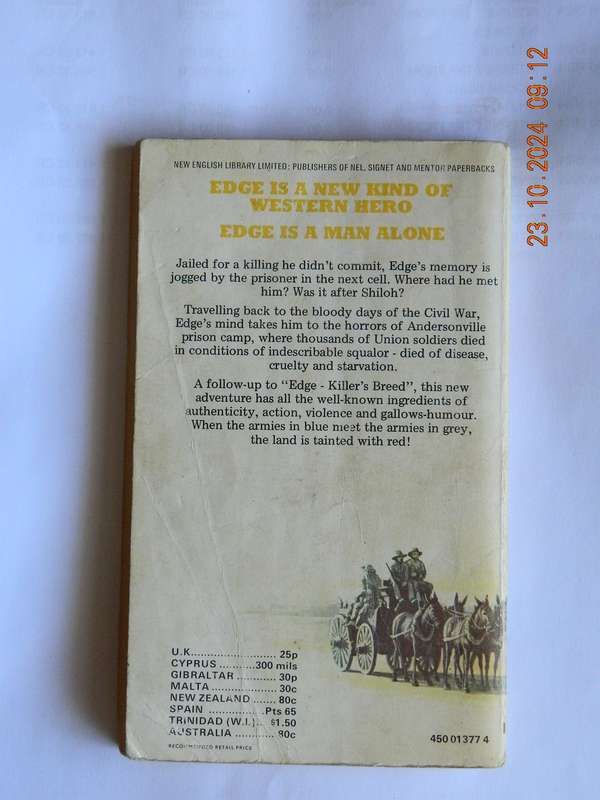 23.10.2024 09:12
NEW ENGLISH LIBRARY LIMITED; PUBLISHERS OF NEL, SIGNET AND MENTOR PAPERBACKS
EDGE IS A NEW KIND OF
WESTERN HERO
EDGE IS A MAN ALONE
Jailed for a killing he didn't commit, Edge's memory is
jogged by the prisoner in the next cell. Where had he met
him? Was it after Shiloh?
Travelling back to the bloody days of the Civil War,
Edge's mind takes him to the horrors of Andersonville
prison camp, where thousands of Union soldiers died
in conditions of indescribable squalor - died of disease,
cruelty and starvation.
A follow-up to "Edge - Killer's Breed", this new
adventure has all the well-known ingredients of
authenticity, action, violence and gallows-humour.
When the armies in blue meet the armies in grey,
the land is tainted with red!
U.K.......................... 25p
CYPRUS ...........300 mils
GIBRALTAR ............ 30p
MALTA .................... 30c
NEW ZEALAND ....... 80c
SPAIN .................Pts 65
TRINIDAD (W.I.).. $1.50
AUSTRALIA ............ 80c
RECOMMENDED RETAIL PRICE
450 01377 4